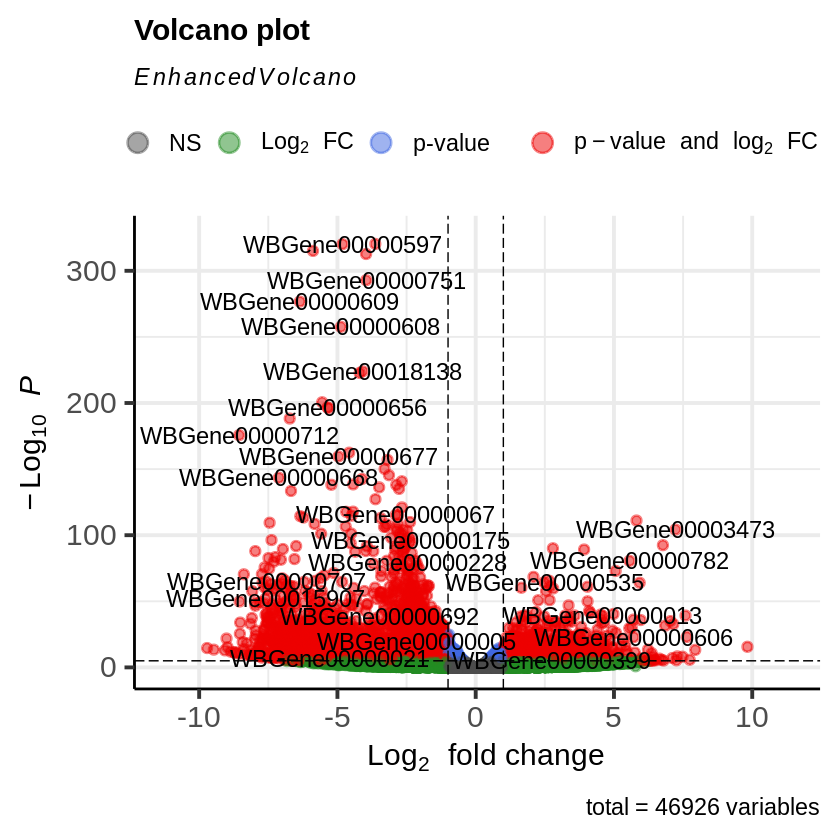 Volcano plot
EnhancedVolcano
NS Log2 FC p-value p − value and log2 FC
−Log10 P
300
200
100
0
WBGene00000597
WBGene00000751
WBGene00000609
WBGene00000608
WBGene00018138
WBGene00000656
WBGene00000712
WBGene00000677
WBGene00000668
WBGene00000067
WBGene00003473
WBGene00000175
WBGene00000228
WBGene00000782
WBGene00000707
WBGene00000535
WBGene00015907
WBGene00000692
WBGene00000013
WBGene00000005
WBGene00000606
WBGene00000021
WBGene00000399
-10 -5 0 5 10
Log2 fold change
total = 46926 variables